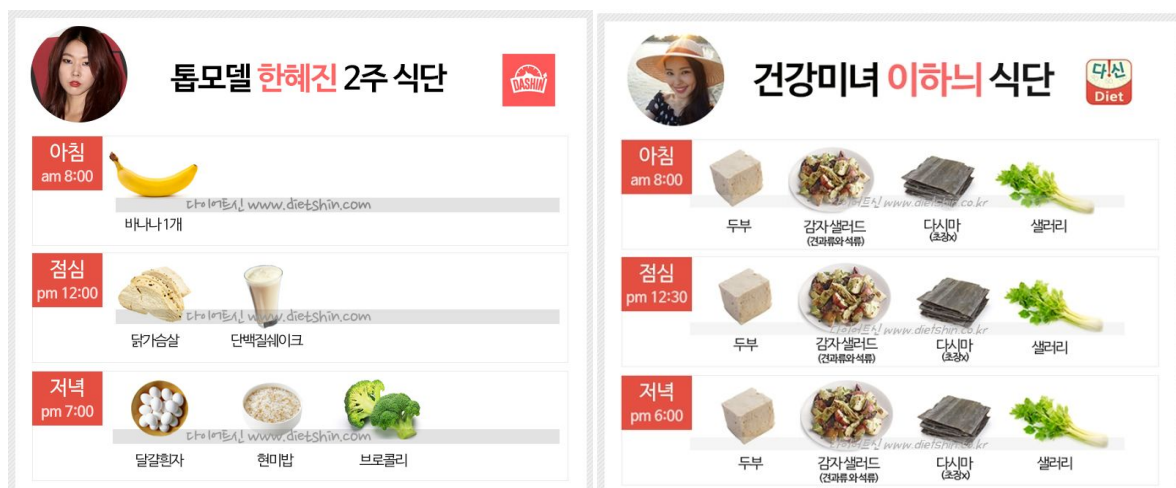 톱모델 한혜진 2주 식단
DASHIN
아침
am 8:00
다이어트신 www.dietshin.com
바나나 1개
점심
pm 12:00
다이어트신 www.dietshin.com
닭가슴살
단백질쉐이크
저녁
pm 7:00
다이어트신 www.dietshin.com
달걀흰자
현미밥
브로콜리
건강미녀 이하늬 식단
다!신
Diet
아침
am 8:00
다이어트신 www.dietshin.co.kr
두부
감자 샐러드
(견과류와 석류)
다시마
(초장x)
샐러리
점심
pm 12:30
다이어트신 www.dietshin.co.kr
두부
감자 샐러드
(견과류와 석류)
다시마
(초장x)
샐러리
저녁
pm 6:00
다이어트신 www.dietshin.co.kr
두부
감자 샐러드
(견과류와 석류)
다시마
(초장x)
샐러리